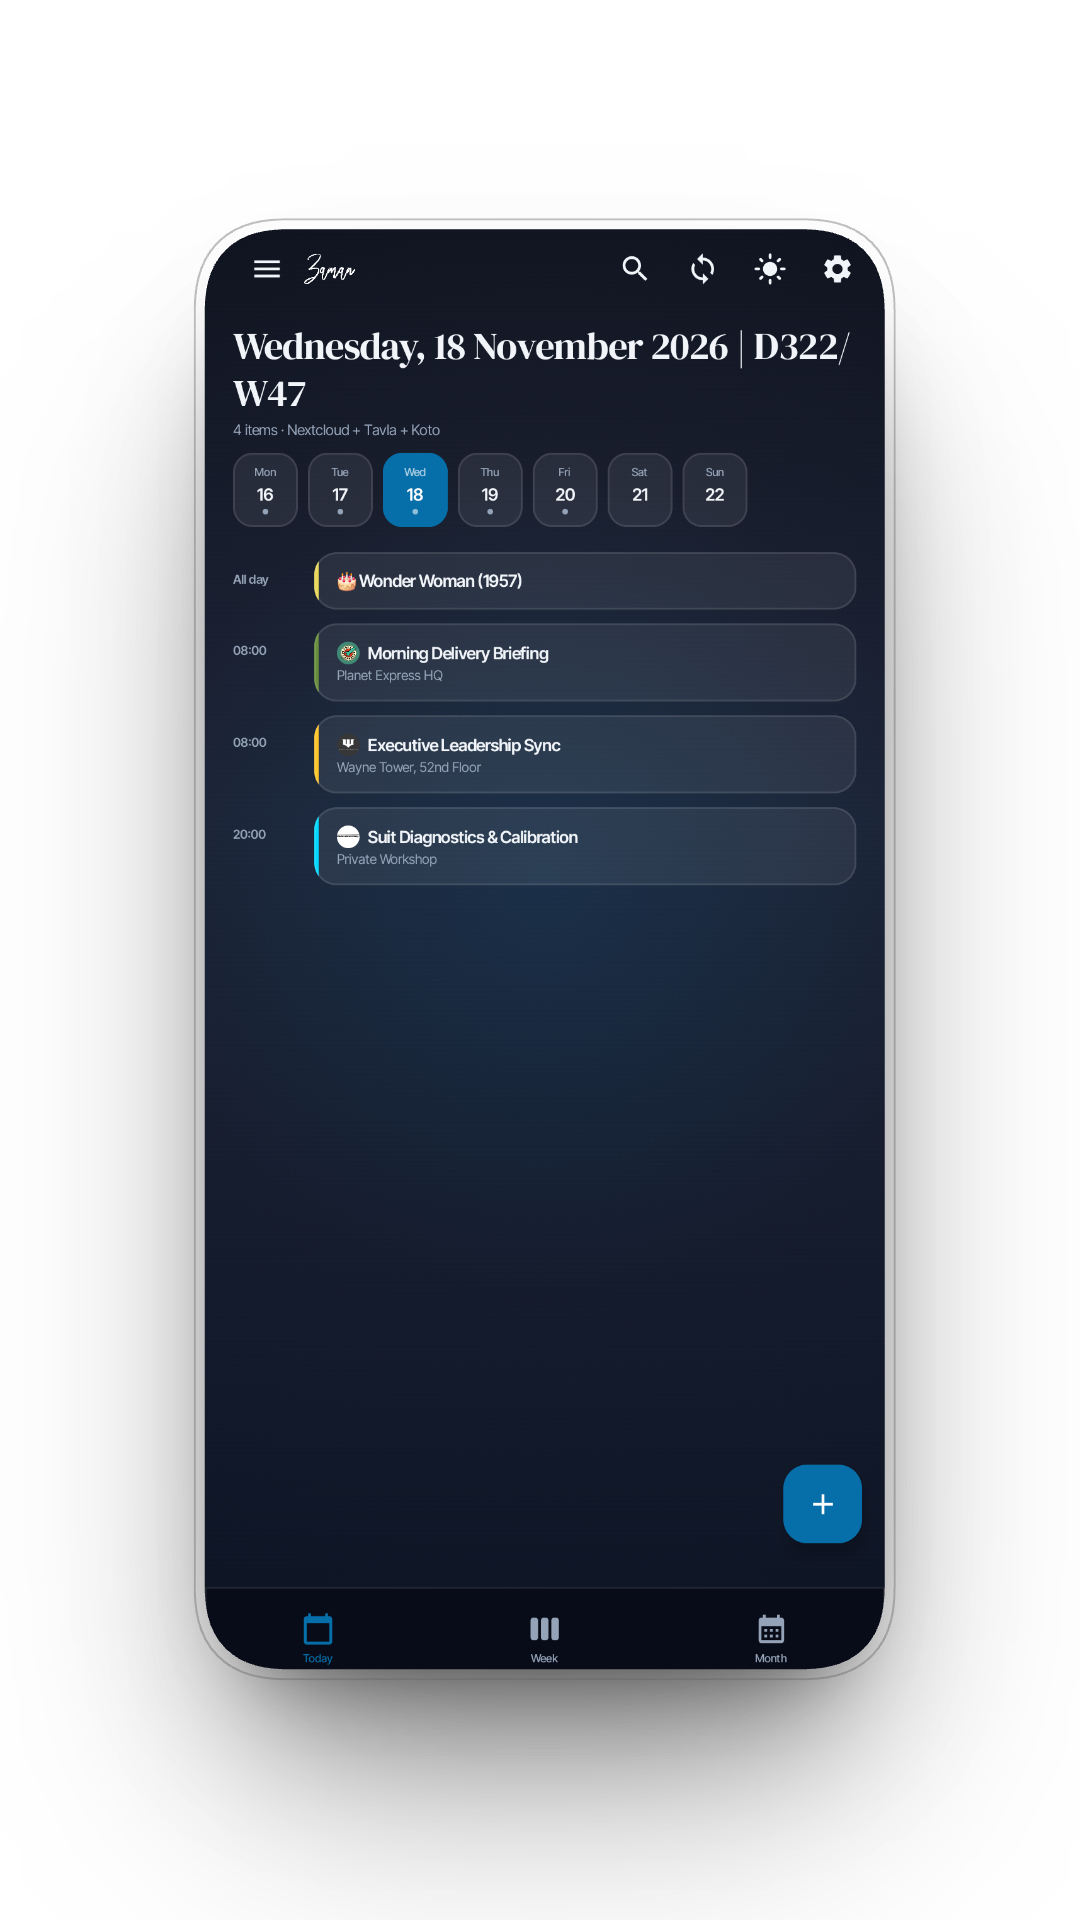 Zaman
Wednesday, 18 November 2026 | D322/
W47
4 items · Nextcloud + Tavla + Koto
Mon Tue Wed Thu Fri Sat Sun
16 17 18 19 20 21 22
All day
🎂Wonder Woman (1957)
08:00
Morning Delivery Briefing
Planet Express HQ
08:00
Executive Leadership Sync
Wayne Tower, 52nd Floor
20:00
Suit Diagnostics & Calibration
Private Workshop
Today Week Month